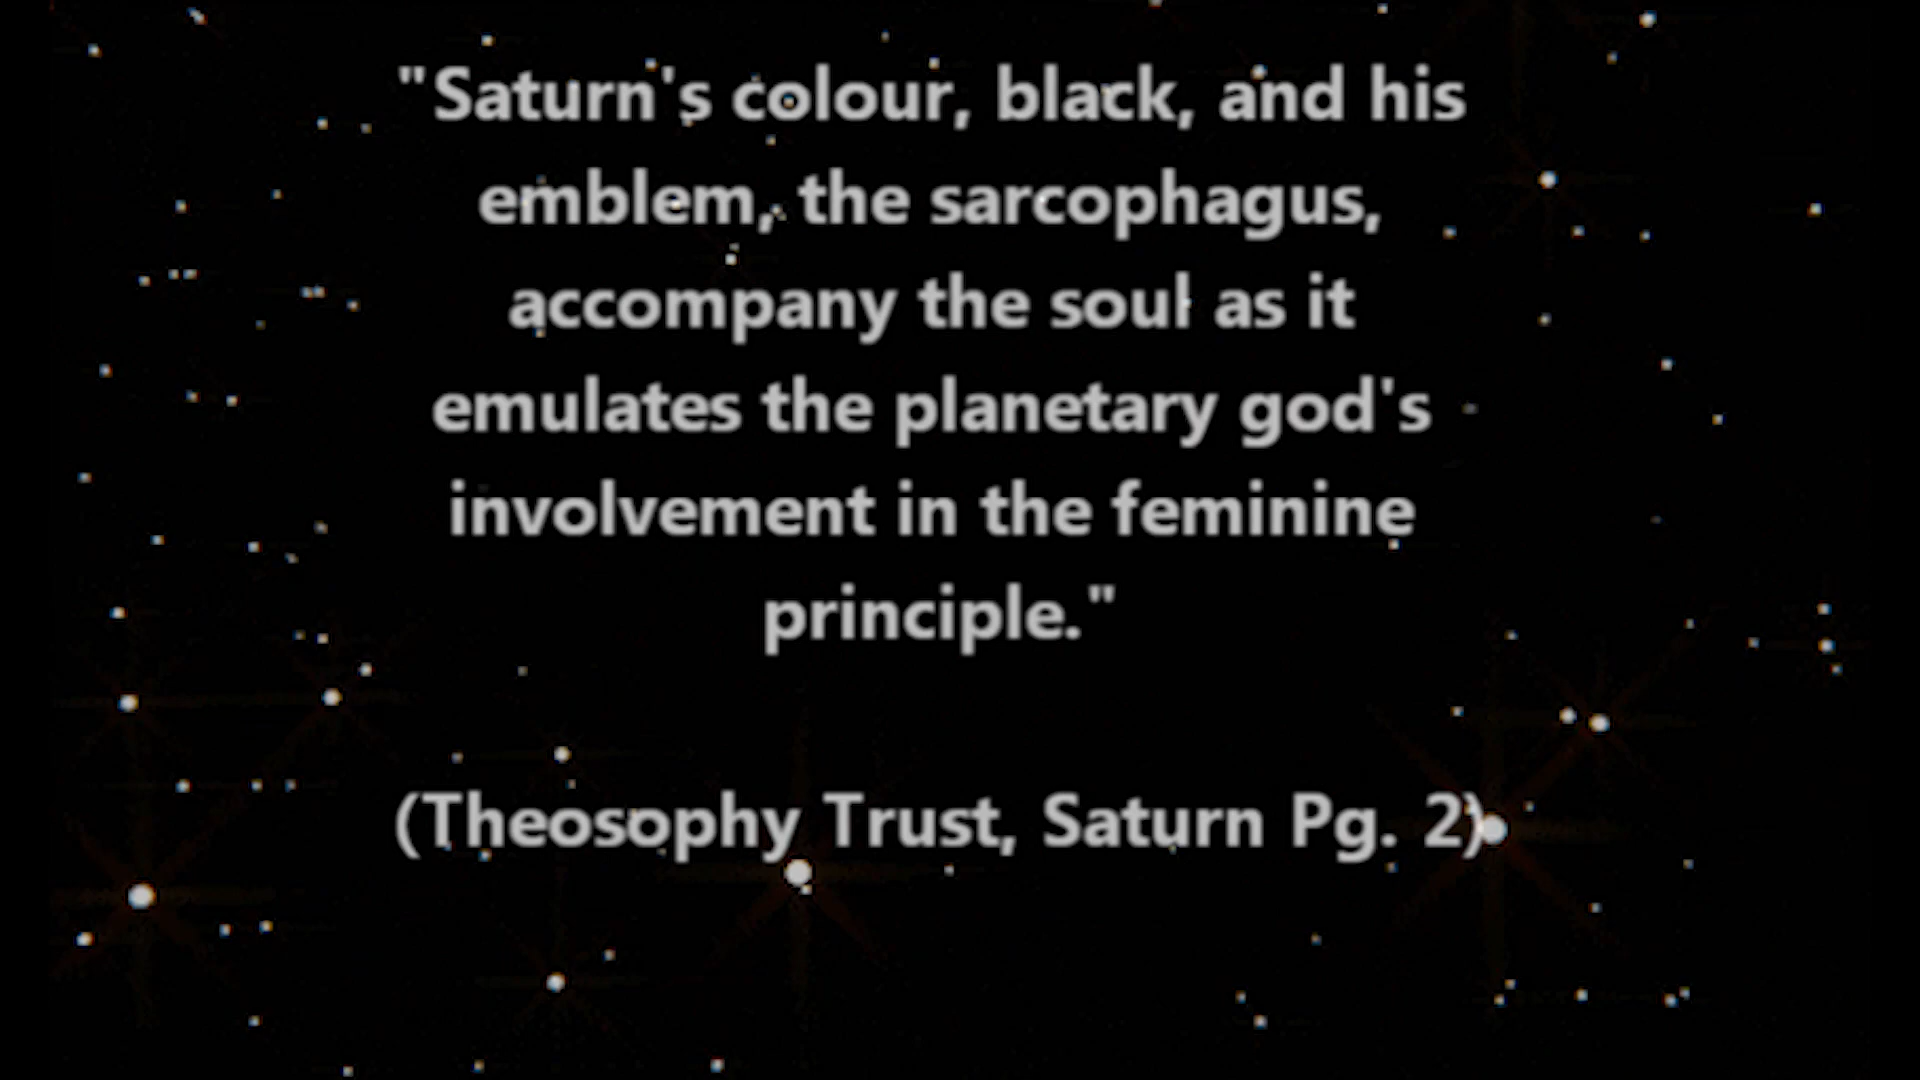 "Saturn's colour, black, and his
emblem, the sarcophagus,
accompany the soul as it
emulates the planetary god's
involvement in the feminine
principle."
(Theosophy Trust, Saturn Pg. 2)